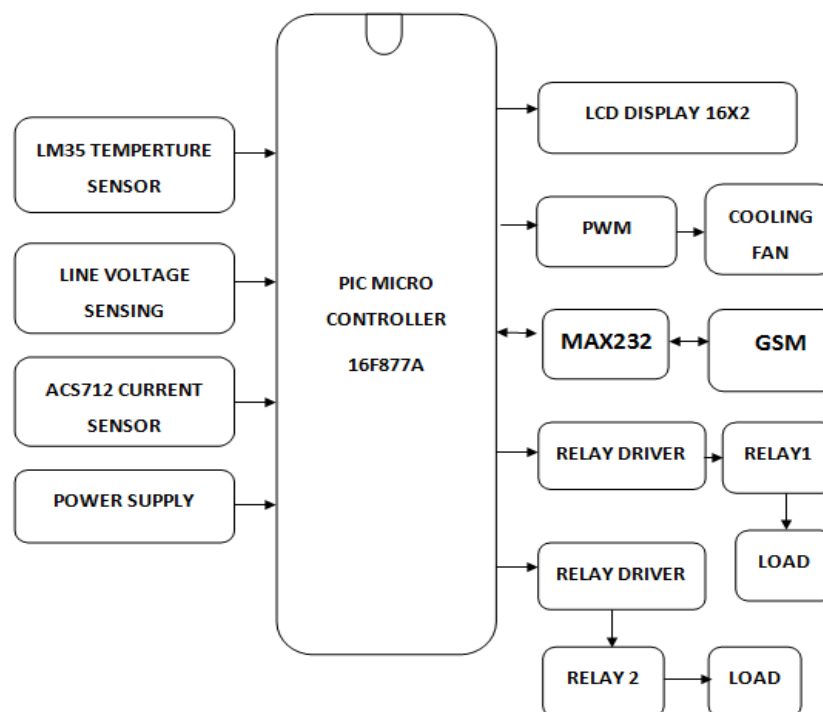 LM35 TEMPERTURE
SENSOR
LINE VOLTAGE
SENSING
ACS712 CURRENT
SENSOR
POWER SUPPLY
PIC MICRO
CONTROLLER
16F877A
LCD DISPLAY 16X2
PWM
COOLING
FAN
MAX232
GSM
RELAY DRIVER
RELAY1
LOAD
RELAY DRIVER
RELAY 2
LOAD